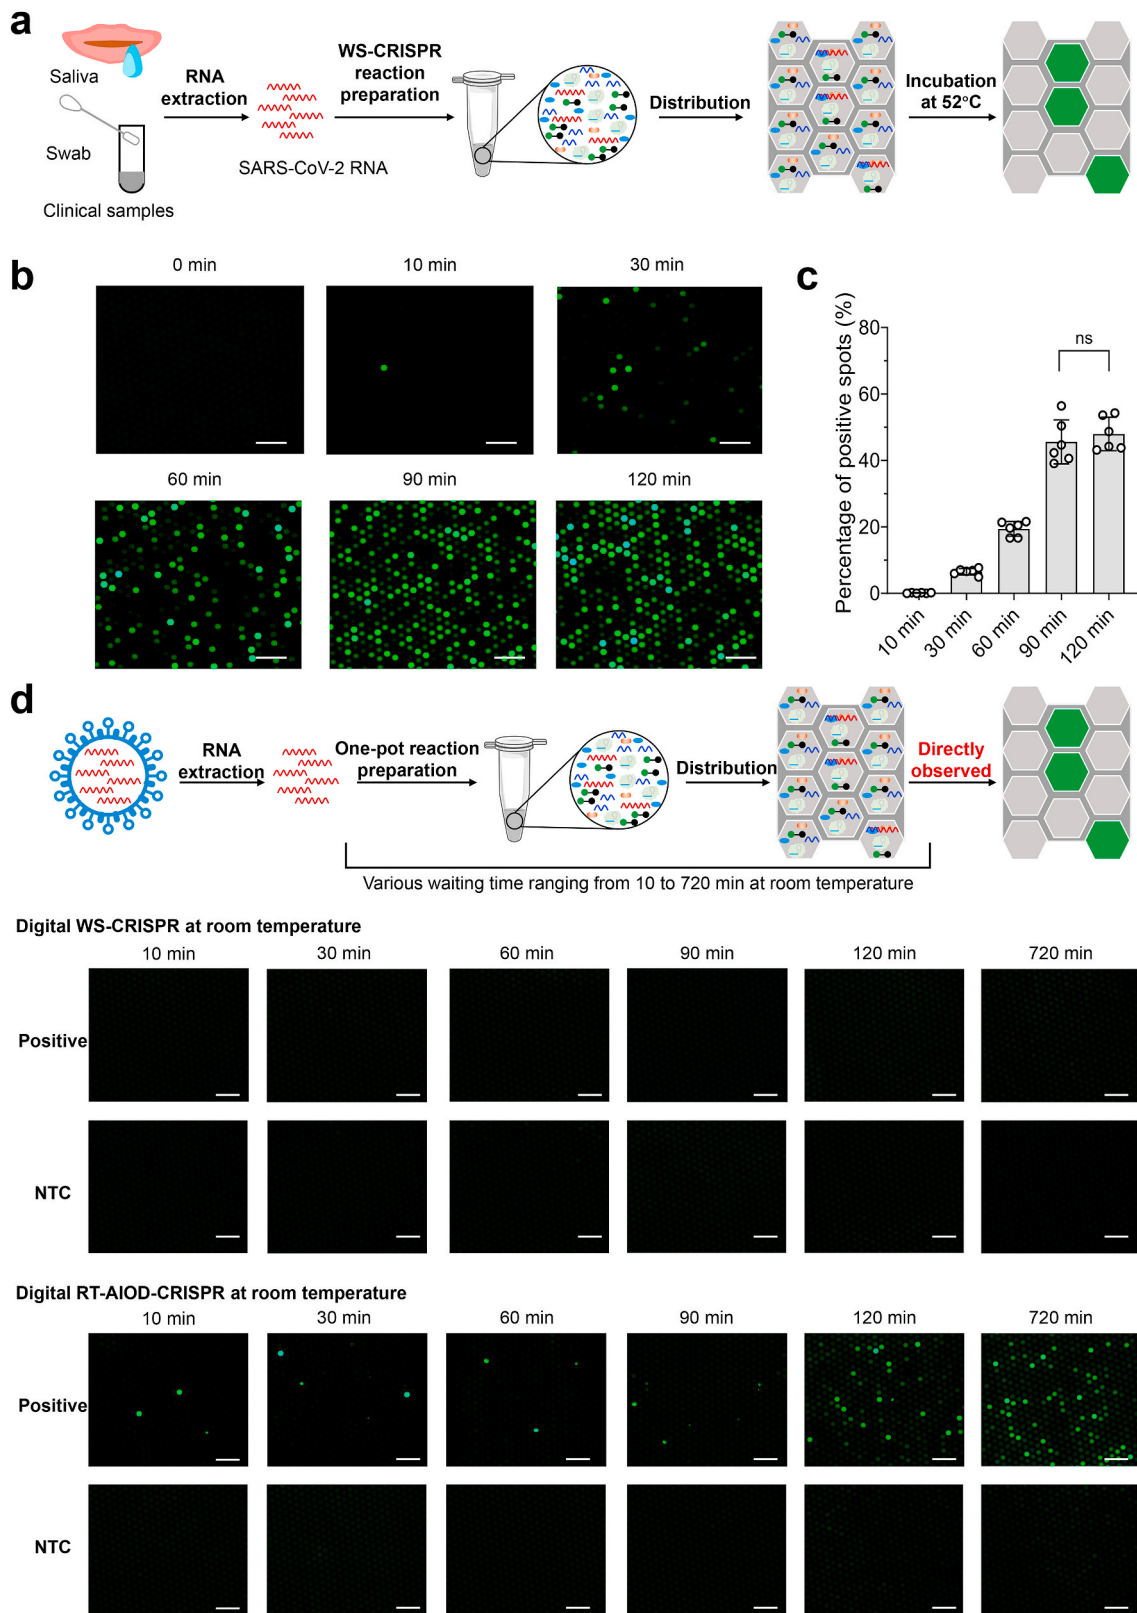 a
Saliva
Swab
Clinical samples
RNA
extraction
SARS-CoV-2 RNA
WS-CRISPR
reaction
preparation
Distribution
Incubation
at 52°C
b
0 min
10 min
30 min
60 min
90 min
120 min
c
Percentage of positive spots (%)
80
60
40
20
0
ns
10 min
30 min
60 min
90 min
120 min
d
RNA
extraction
One-pot reaction
preparation
Distribution
Directly
observed
Various waiting time ranging from 10 to 720 min at room temperature
Digital WS-CRISPR at room temperature
10 min
30 min
60 min
90 min
120 min
720 min
Positive
NTC
Digital RT-AIOD-CRISPR at room temperature
10 min
30 min
60 min
90 min
120 min
720 min
Positive
NTC